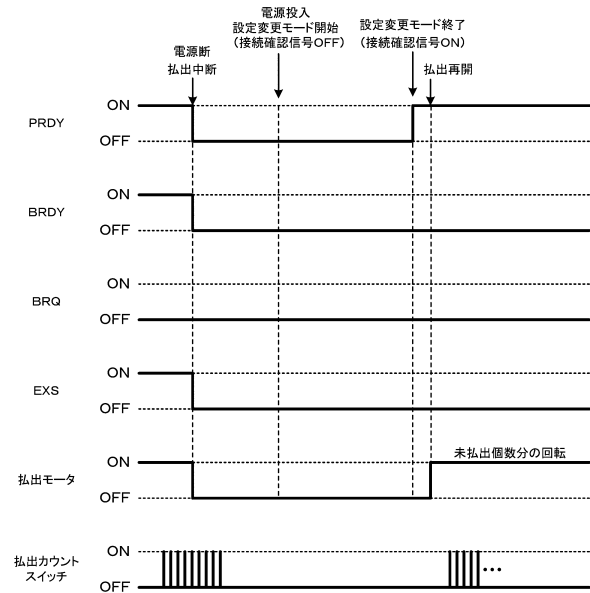 電源投入
設定変更モード開始
（接続確認信号OFF）
設定変更モード終了
（接続確認信号ON）
電源断
払出中断
払出再開
PRDY
ON
OFF
BRDY
ON
OFF
BRQ
ON
OFF
EXS
ON
OFF
払出モータ
ON
OFF
未払出個数分の回転
払出カウント
スイッチ
ON
OFF
•••